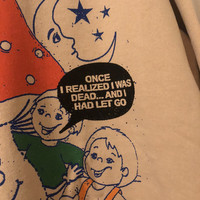 ONCE
I REALIZED I WAS
DEAD... AND I
HAD LET GO